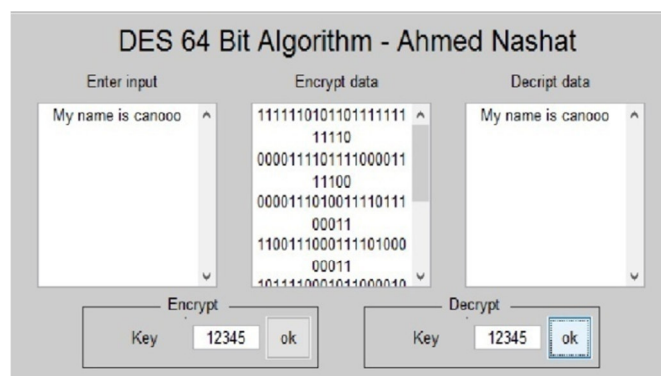 DES 64 Bit Algorithm - Ahmed Nashat
Enter input
Encrypt data
Decript data
My name is canooo
1111110101101111111
11110
0000111101111000011
11100
0000111010011110111
00011
1100111000111101000
00011
1011110001011000010
My name is canooo
Encrypt
Key
12345
ok
Decrypt
Key
12345
ok